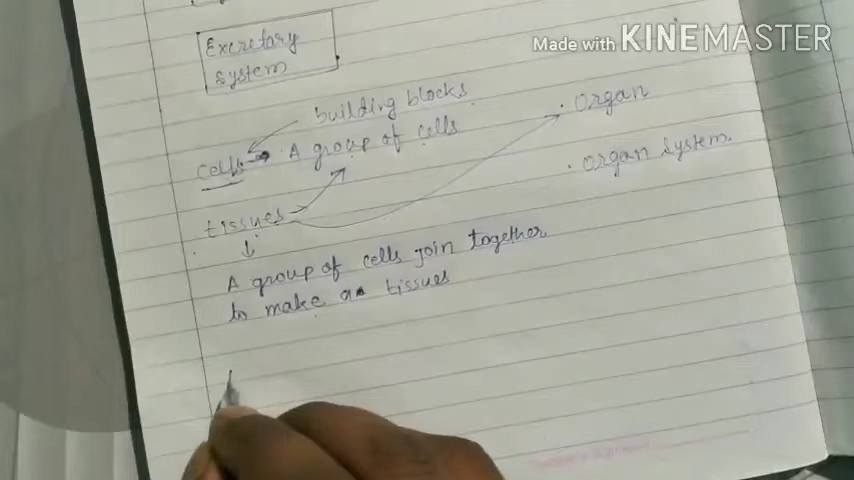 Made with KINEMASTER
Excretary
system
building blocks
cells → A group of cells
• Organ
• Organ System.
tissues
A group of cells join together
to make a tissues